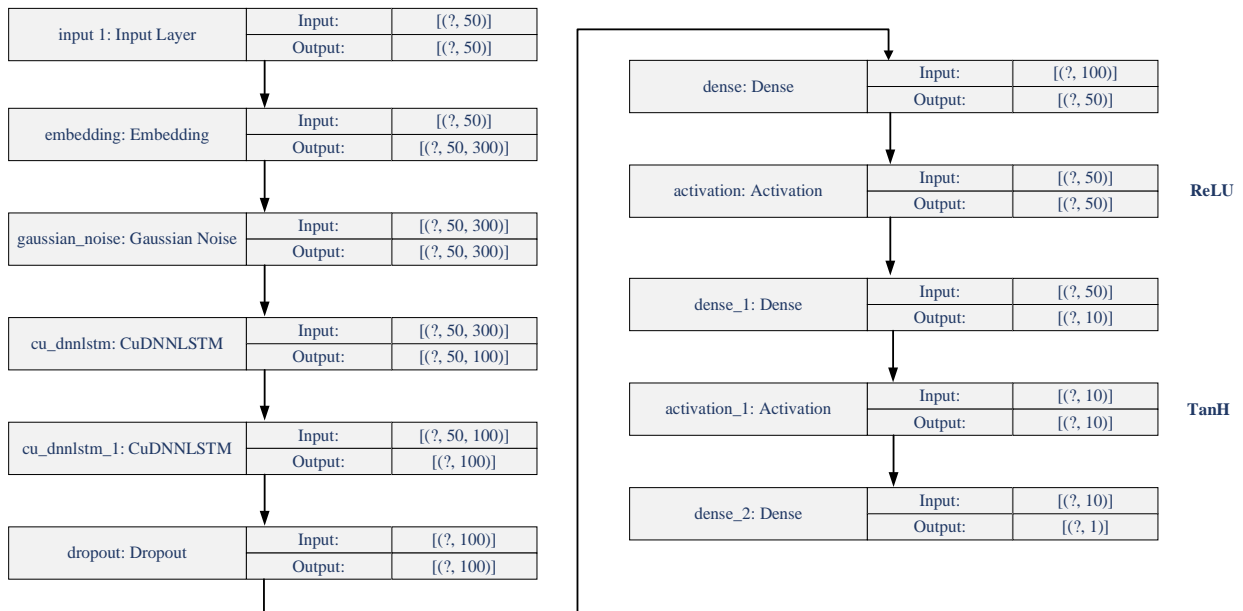 input 1: Input Layer
Input:
[(?, 50)]
Output:
[(?, 50)]
embedding: Embedding
Input:
[(?, 50)]
Output:
[(?, 50, 300)]
gaussian_noise: Gaussian Noise
Input:
[(?, 50, 300)]
Output:
[(?, 50, 300)]
cu_dnnlstm: CuDNNLSTM
Input:
[(?, 50, 300)]
Output:
[(?, 50, 100)]
cu_dnnlstm_1: CuDNNLSTM
Input:
[(?, 50, 100)]
Output:
[(?, 100)]
dropout: Dropout
Input:
[(?, 100)]
Output:
[(?, 100)]
dense: Dense
Input:
[(?, 100)]
Output:
[(?, 50)]
activation: Activation
Input:
[(?, 50)]
Output:
[(?, 50)]
ReLU
dense_1: Dense
Input:
[(?, 50)]
Output:
[(?, 10)]
activation_1: Activation
Input:
[(?, 10)]
Output:
[(?, 10)]
TanH
dense_2: Dense
Input:
[(?, 10)]
Output:
[(?, 1)]